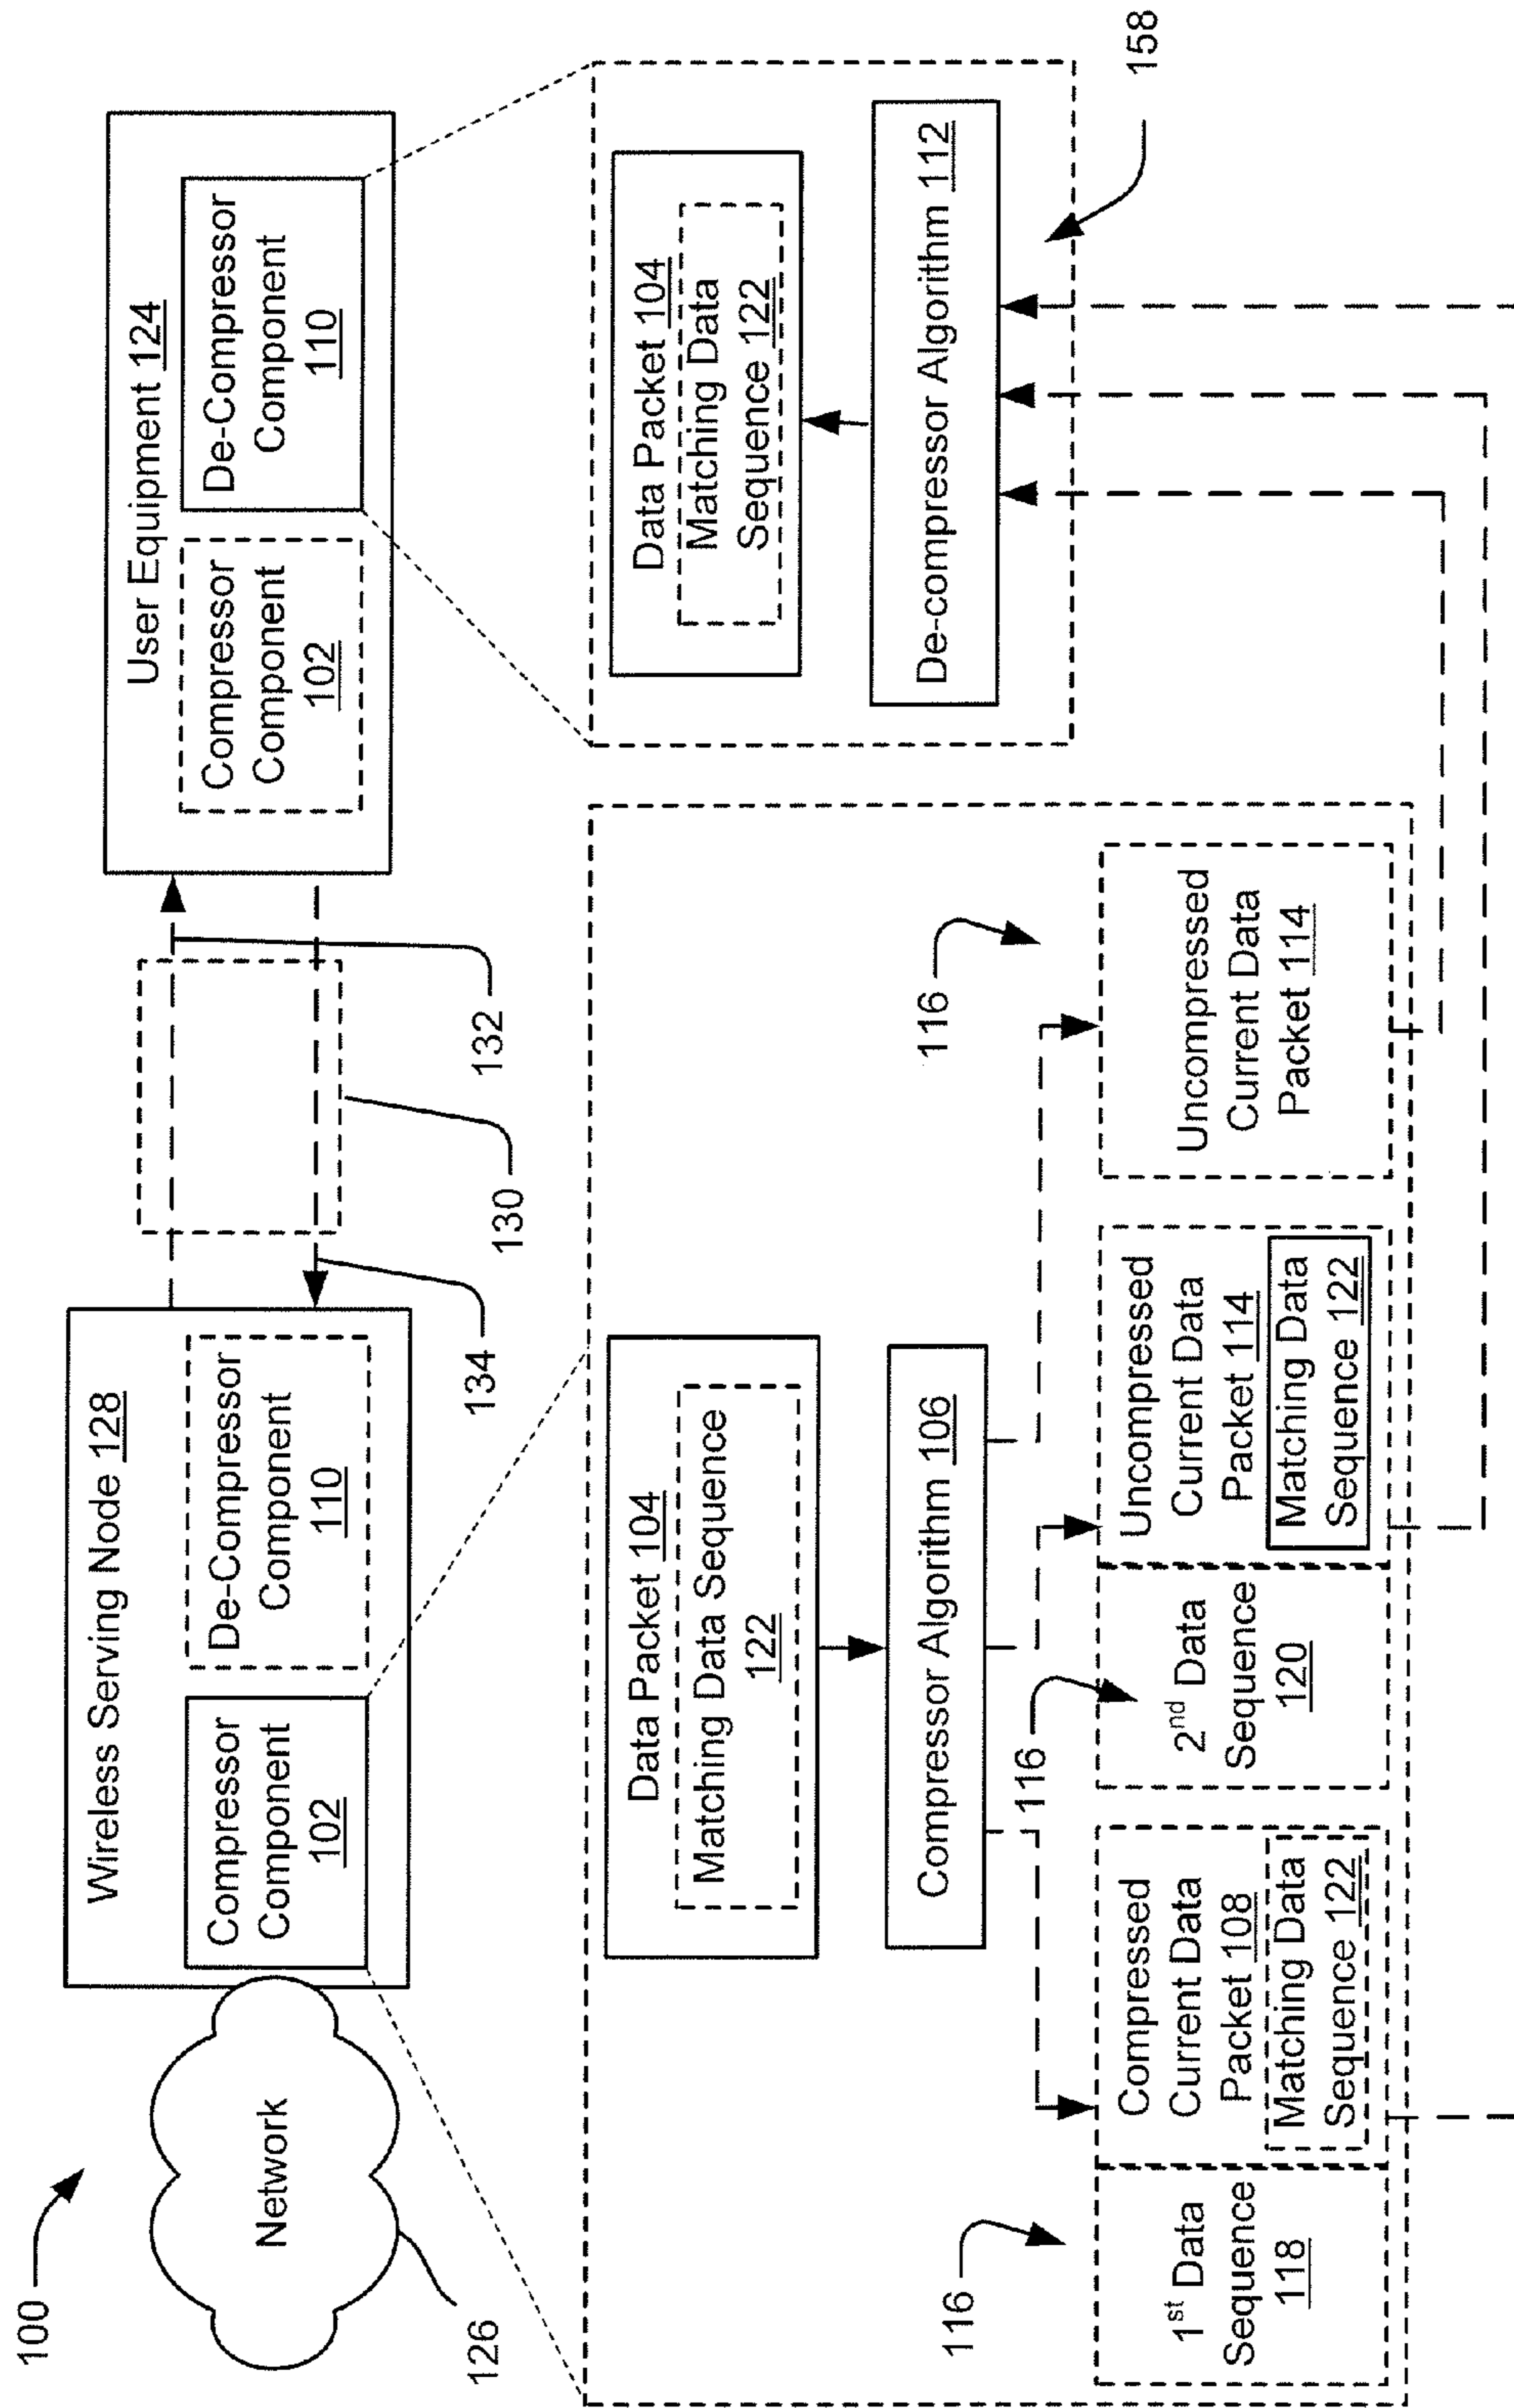 100
Network
126
Wireless Serving Node 128
Compressor
Component
102
De-Compressor
Component
110
134
130
132
User Equipment 124
Compressor
Component
102
De-Compressor
Component
110
Data Packet 104
Matching Data Sequence
122
Compressor Algorithm 106
116
1st Data
Sequence
118
Compressed
Current Data
Packet 108
Matching Data
Sequence 122
116
2nd Data
Sequence
120
Uncompressed
Current Data
Packet 114
Matching Data
Sequence 122
116
Uncompressed
Current Data
Packet 114
Data Packet 104
Matching Data
Sequence 122
De-compressor Algorithm 112
158